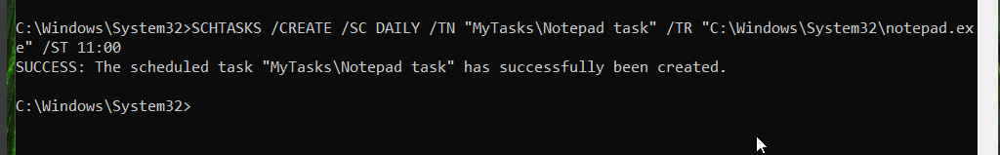 C:\Windows\System32>SCHTASKS /CREATE /SC DAILY /TN "MyTasks\Notepad task" /TR "C:\Windows\System32\notepad.ex
e" /ST 11:00
SUCCESS: The scheduled task "MyTasks\Notepad task" has successfully been created.
C:\Windows\System32>